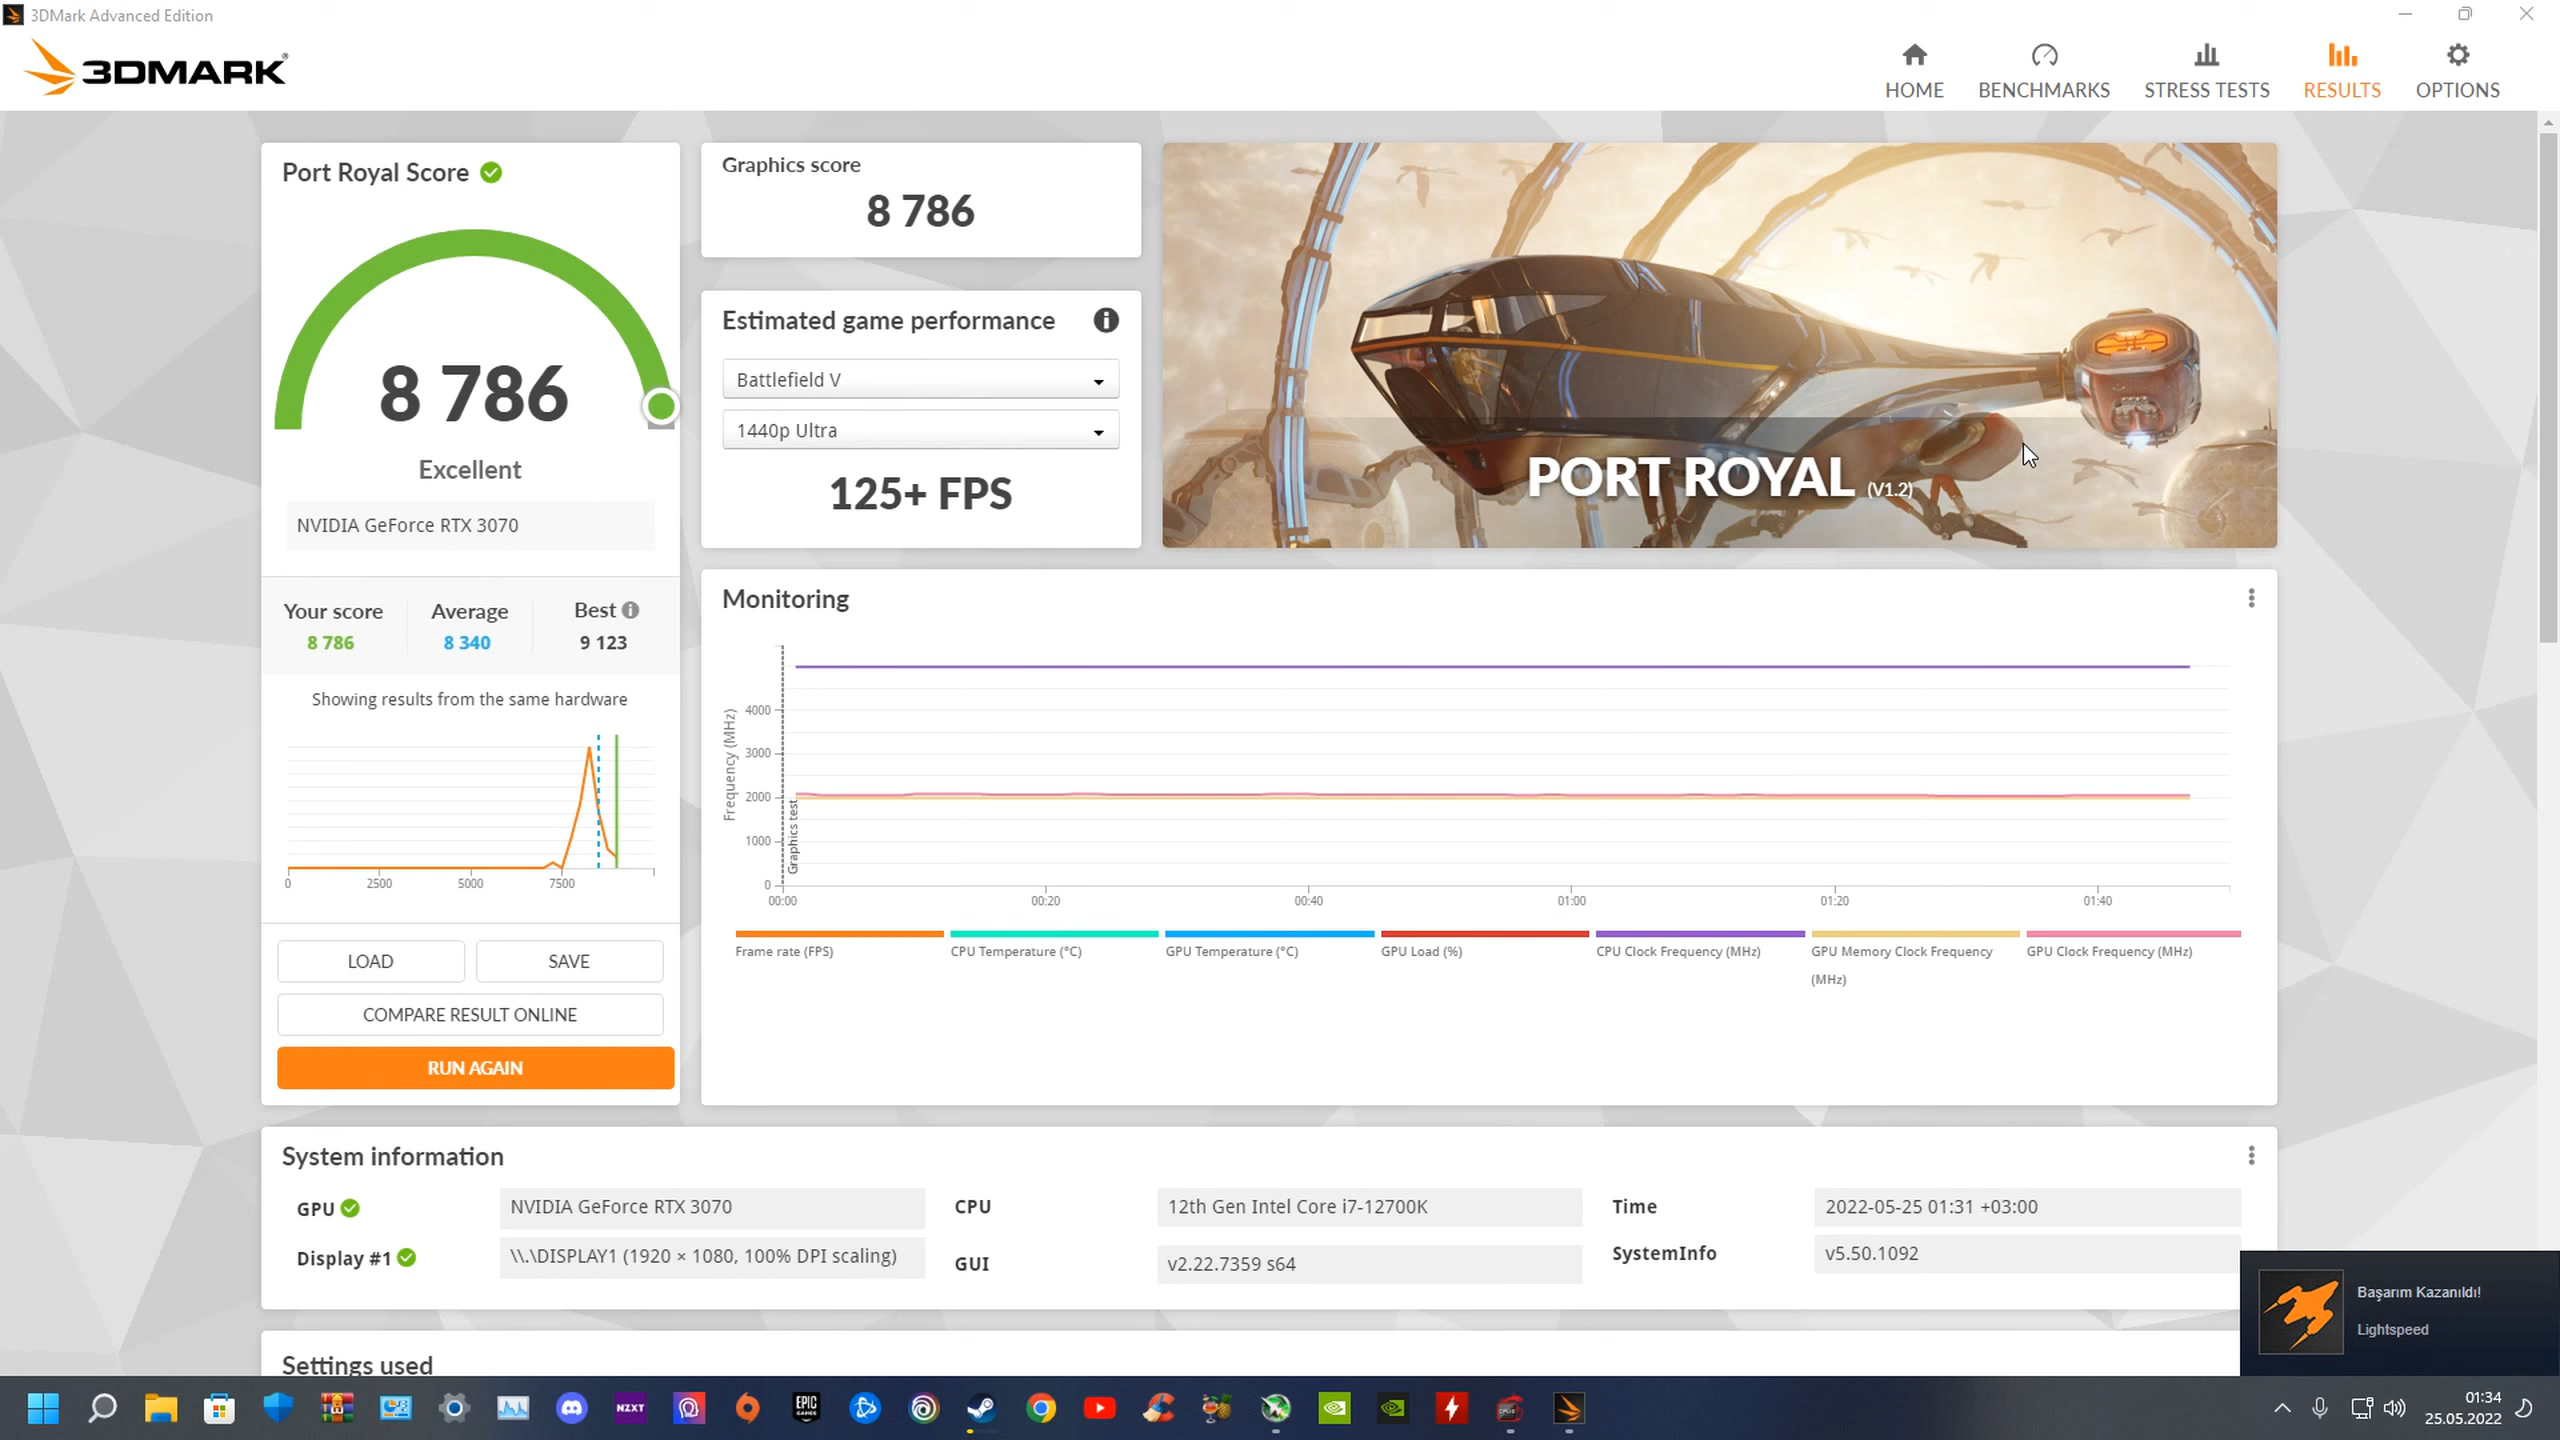 3DMark Advanced Edition
3DMARK
HOME
BENCHMARKS
STRESS TESTS
RESULTS
OPTIONS
Port Royal Score
8 786
Excellent
NVIDIA GeForce RTX 3070
Your score
Average
Best
8 786
8 340
9 123
Showing results from the same hardware
0
2500
5000
7500
LOAD
SAVE
COMPARE RESULT ONLINE
RUN AGAIN
Graphics score
8 786
Estimated game performance
Battlefield V
1440p Ultra
125+ FPS
PORT ROYAL (V1.2)
Monitoring
Frequency (MHz)
4000
3000
2000
1000
0
Graphics test
00:00
00:20
00:40
01:00
01:20
01:40
Frame rate (FPS)
CPU Temperature (°C)
GPU Temperature (°C)
GPU Load (%)
CPU Clock Frequency (MHz)
GPU Memory Clock Frequency
(MHz)
GPU Clock Frequency (MHz)
System information
GPU
NVIDIA GeForce RTX 3070
CPU
12th Gen Intel Core i7-12700K
Time
2022-05-25 01:31 +03:00
Display #1
\\.\DISPLAY1 (1920 × 1080, 100% DPI scaling)
GUI
v2.22.7359 s64
SystemInfo
v5.50.1092
Settings used
Başarım Kazanıldı!
Lightspeed
NZXT
EPIC
GAMES
01:34
25.05.2022